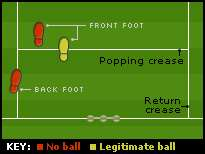 FRONT FOOT
Popping crease
BACK FOOT
Return
crease
KEY: No ball Legitimate ball